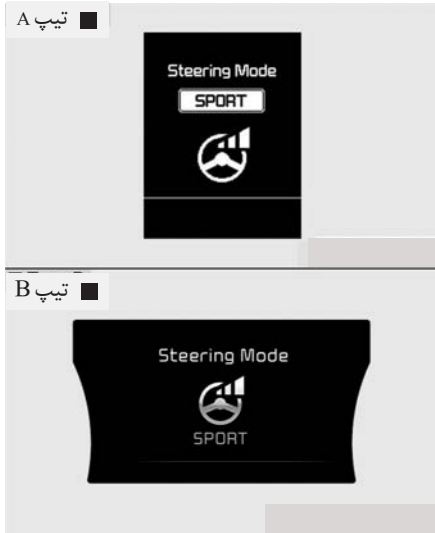 ■ تیپ A
Steering Mode
SPORT
■ تیپ B
Steering Mode
SPORT